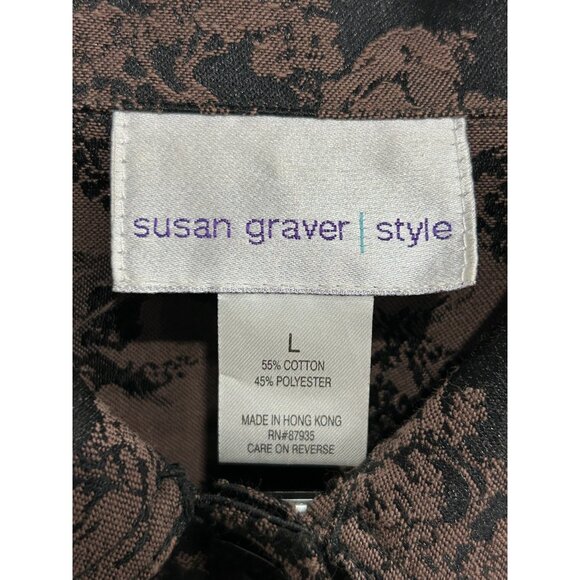 susan graver | style
L
55% COTTON
45% POLYESTER
MADE IN HONG KONG
RN#87935
CARE ON REVERSE